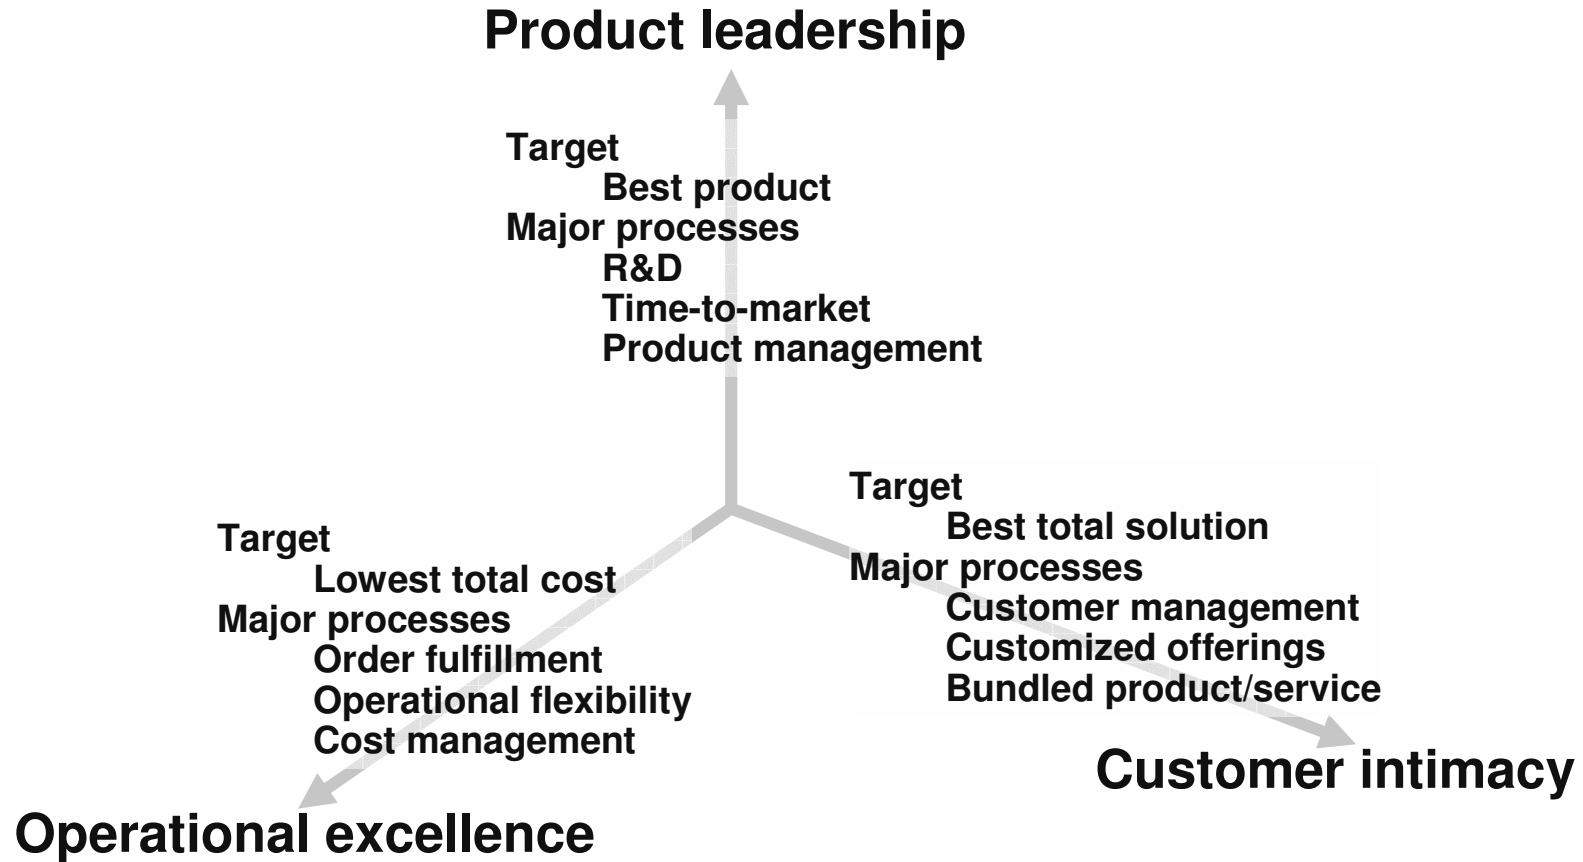 Product leadership
Target
Best product
Major processes
R&D
Time-to-market
Product management
Target
Best total solution
Major processes
Customer management
Customized offerings
Bundled product/service
Customer intimacy
Target
Lowest total cost
Major processes
Order fulfillment
Operational flexibility
Cost management
Operational excellence